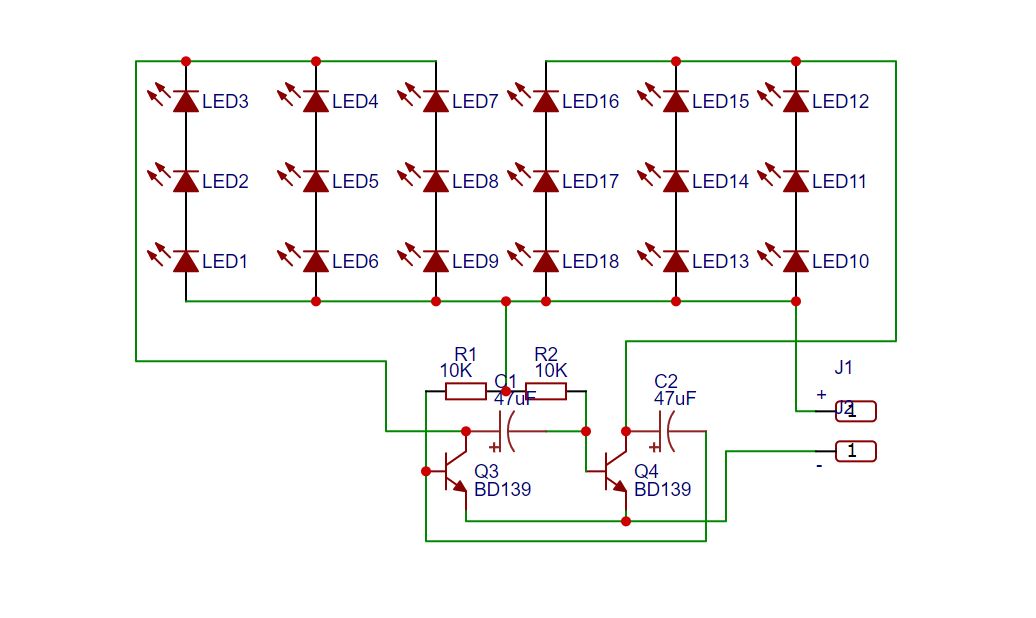 LED3
LED4
LED7
LED16
LED15
LED12
LED2
LED5
LED8
LED17
LED14
LED11
LED1
LED6
LED9
LED18
LED13
LED10
R1
10K
R2
10K
C1
47uF
C2
47uF
J1
+
J2
1
1
-
+
+
Q3
BD139
Q4
BD139